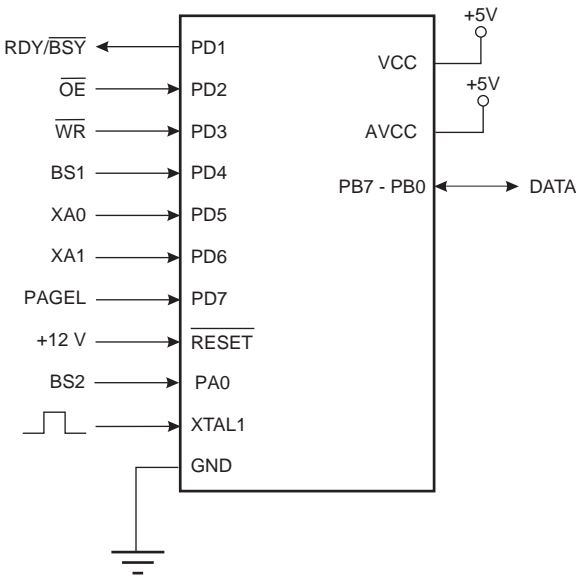 RDY/BSY PD1
OE PD2
WR PD3
BS1 PD4
XA0 PD5
XA1 PD6
PAGEL PD7
+12 V RESET
BS2 PA0
XTAL1
GND
+5V
VCC
+5V
AVCC
PB7 - PB0 DATA